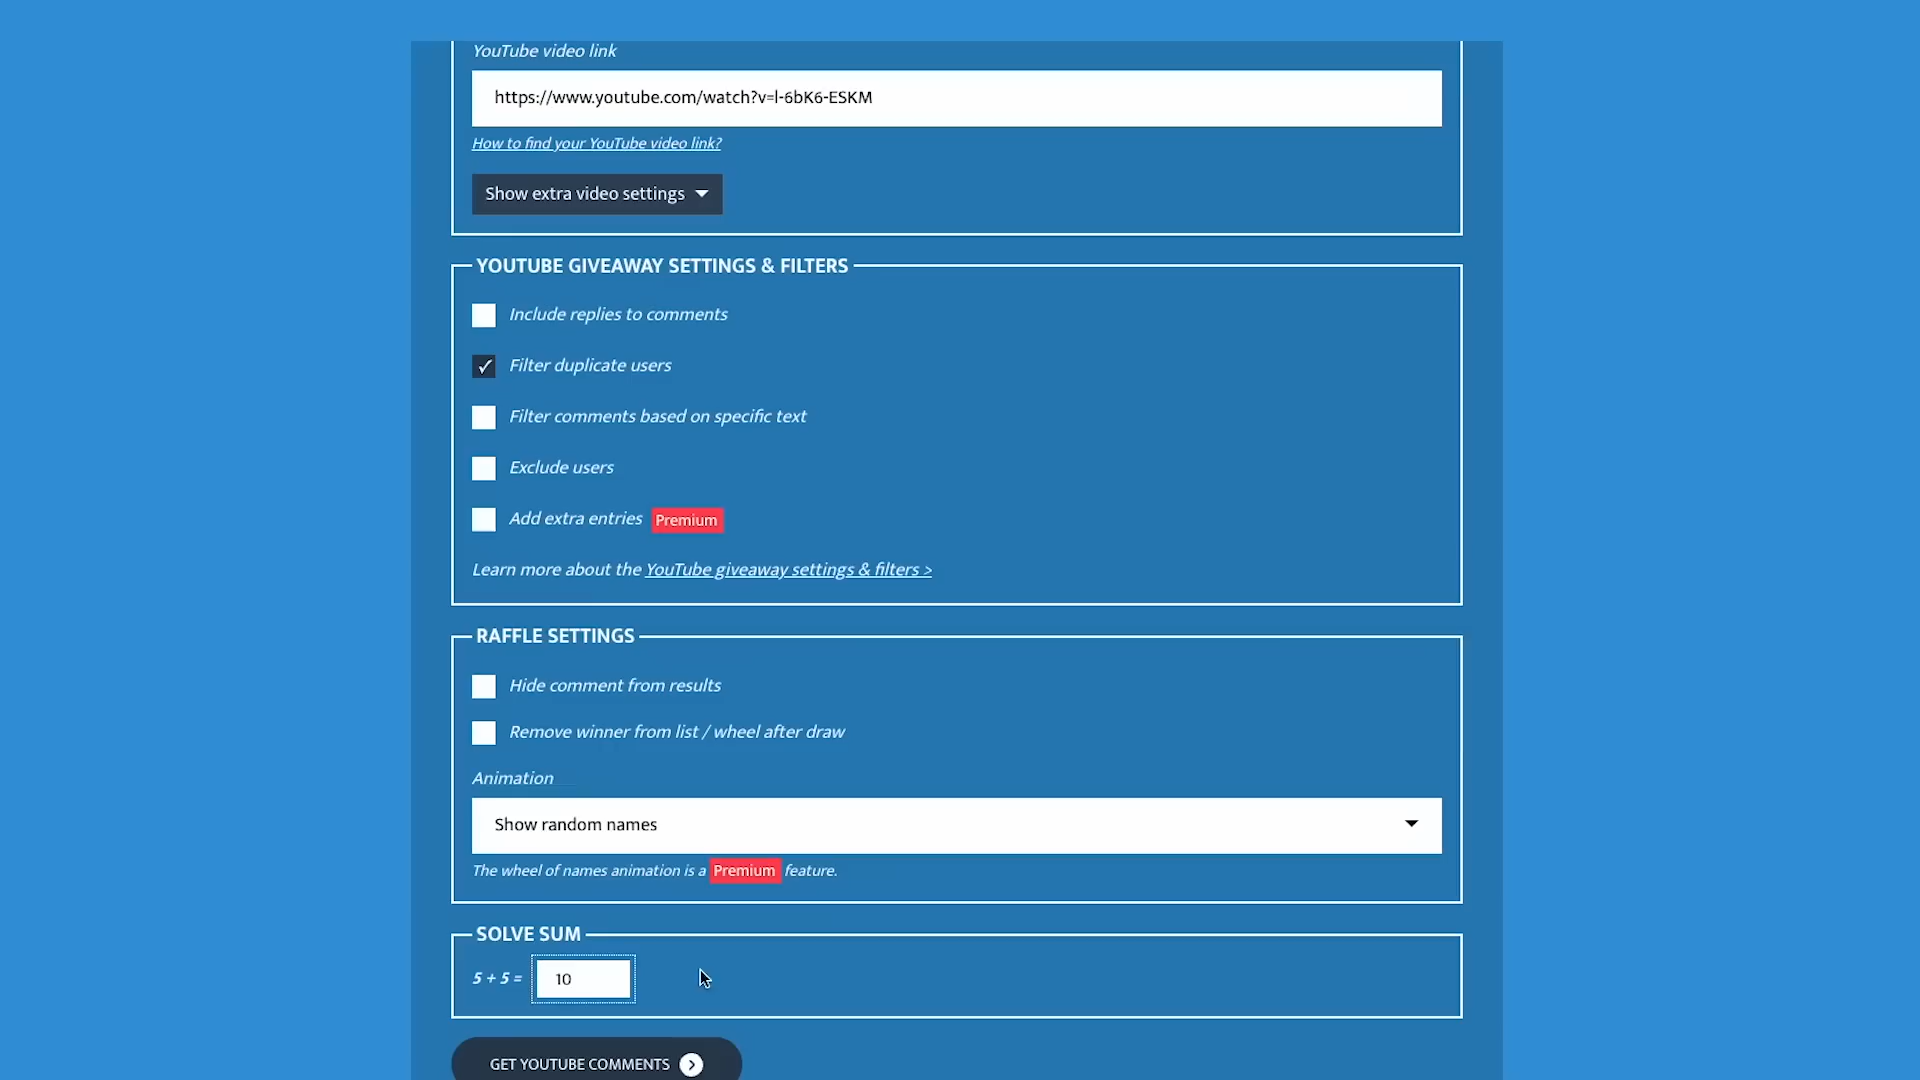 YouTube video link
https://www.youtube.com/watch?v=l-6bK6-ESKM
How to find your YouTube video link?
Show extra video settings
YOUTUBE GIVEAWAY SETTINGS & FILTERS
Include replies to comments
Filter duplicate users
Filter comments based on specific text
Exclude users
Add extra entries Premium
Learn more about the YouTube giveaway settings & filters >
RAFFLE SETTINGS
Hide comment from results
Remove winner from list / wheel after draw
Animation
Show random names
The wheel of names animation is a Premium feature.
SOLVE SUM
5 + 5 = 10
GET YOUTUBE COMMENTS